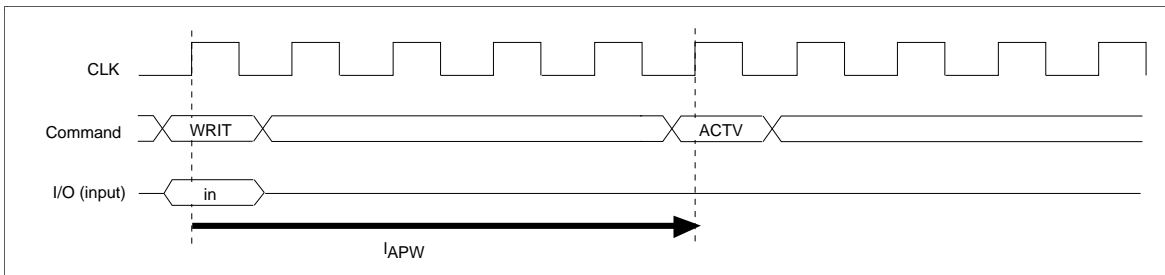 CLK
Command WRIT ACTV
I/O (input) in
lAPW